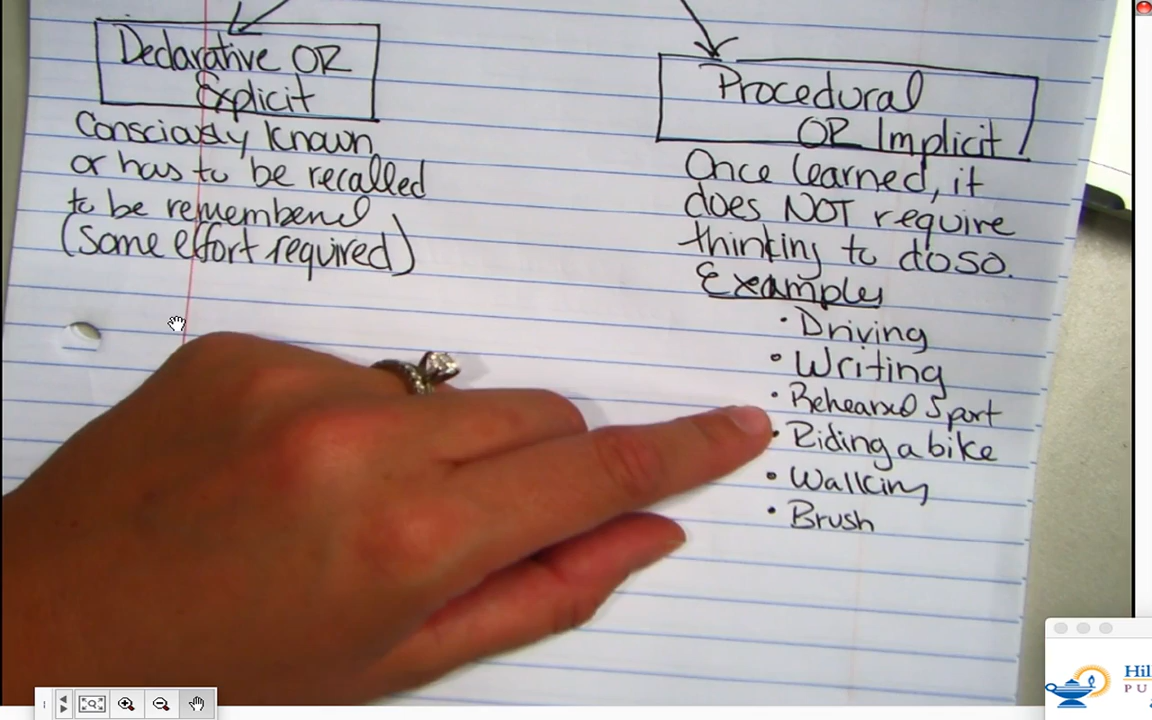 Declarative OR
Explicit
Consciously known
or has to be recalled
to be remembered
(some effort required)
Procedural
OR Implicit
Once learned, it
does NOT require
thinking to do so.
Examples
• Driving
• Writing
• Rehearsed Sport
• Riding a bike
• Walking
• Brush
Hil
PU